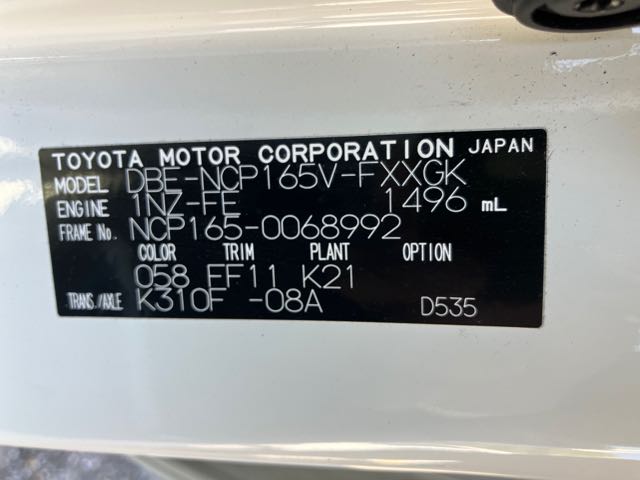 TOYOTA MOTOR CORPORATION JAPAN
MODEL DBE-NCP165V-FXXGK
ENGINE 1NZ-FE 1496 mL
FRAME No. NCP165-0068992
COLOR TRIM PLANT OPTION
058 EF11 K21
TRANS./AXLE K310F -08A D535